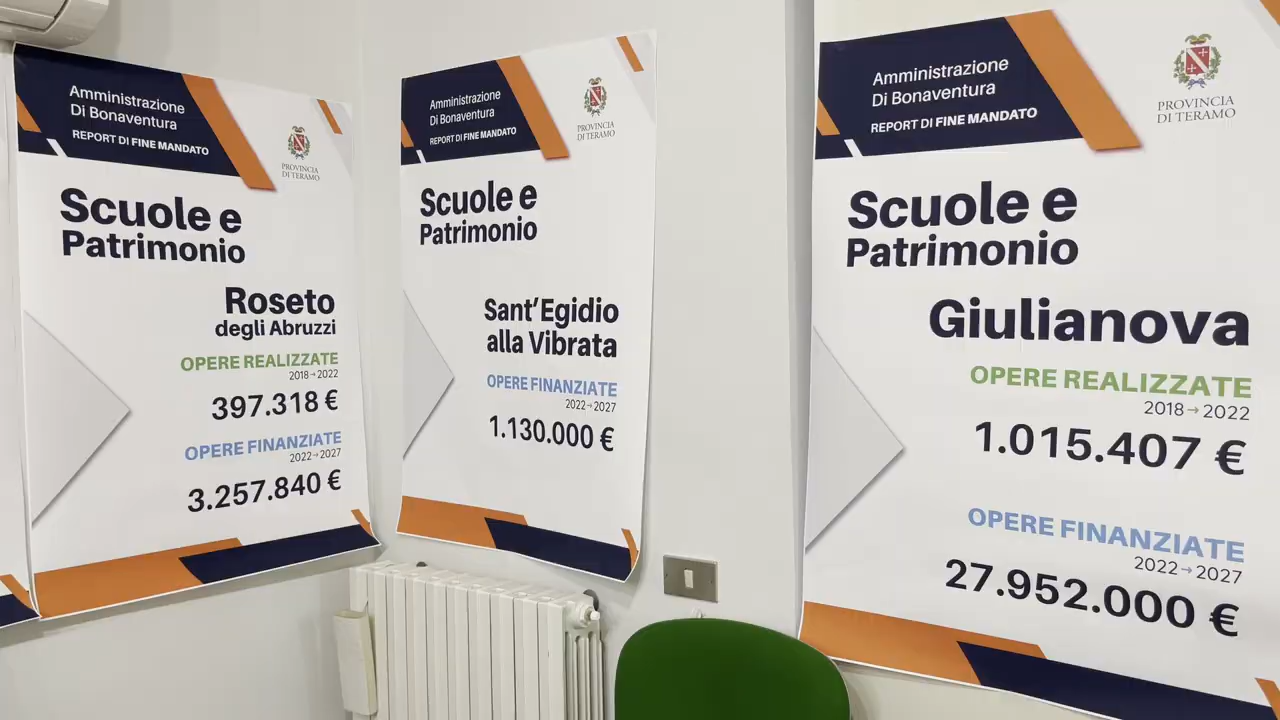 Amministrazione
Di Bonaventura
REPORT DI FINE MANDATO
PROVINCIA
DI TERAMO
Scuole e
Patrimonio
Roseto
degli Abruzzi
OPERE REALIZZATE
2018→2022
397.318 €
OPERE FINANZIATE
2022→2027
3.257.840 €
Amministrazione
Di Bonaventura
REPORT DI FINE MANDATO
PROVINCIA
DI TERAMO
Scuole e
Patrimonio
Sant'Egidio
alla Vibrata
OPERE FINANZIATE
2022→2027
1.130.000 €
Amministrazione
Di Bonaventura
REPORT DI FINE MANDATO
PROVINCIA
DI TERAMO
Scuole e
Patrimonio
Giulianova
OPERE REALIZZATE
2018→2022
1.015.407 €
OPERE FINANZIATE
2022→2027
27.952.000 €